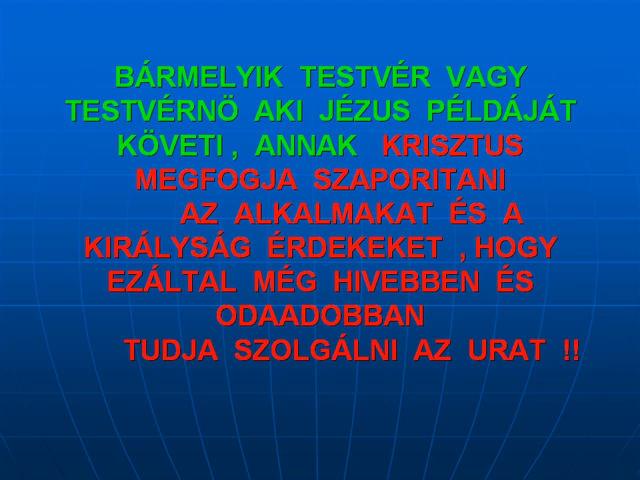 BÁRMELYIK TESTVÉR VAGY
TESTVÉRNÖ AKI JÉZUS PÉLDÁJÁT
KÖVETI , ANNAK KRISZTUS
MEGFOGJA SZAPORITANI
AZ ALKALMAKAT ÉS A
KIRÁLYSÁG ÉRDEKEKET , HOGY
EZÁLTAL MÉG HIVEBBEN ÉS
ODAADOBBAN
TUDJA SZOLGÁLNI AZ URAT !!